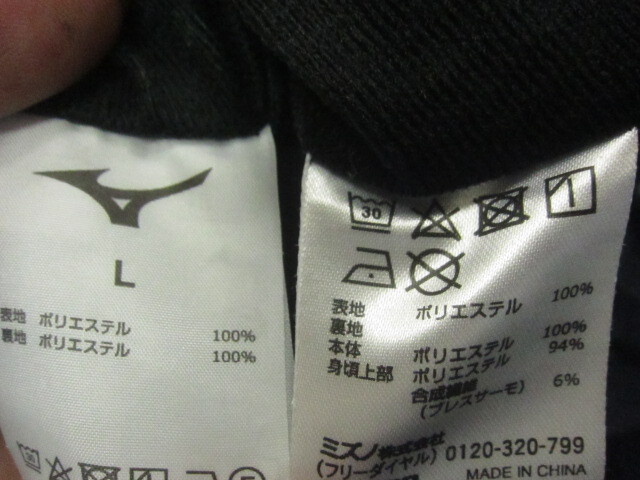 L
表地 ポリエステル 100%
裏地 ポリエステル 100%
30
30
表地 ポリエステル 100%
裏地
本体 ポリエステル 100%
身頃上部 ポリエステル 94%
合成繊維 6%
(ブレスサーモ)
ミズノ株式会社
(フリーダイヤル) 0120-320-799
MADE IN CHINA